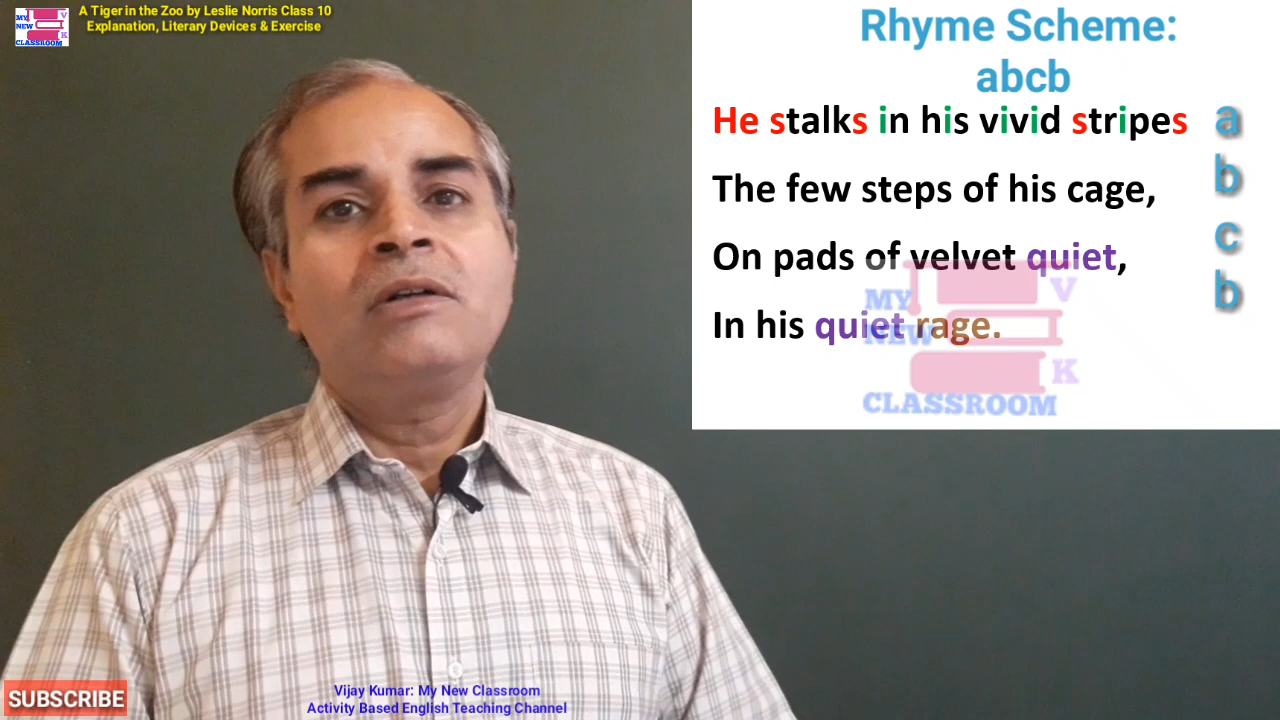 MY
NEW
V
K
CLASSROOM
A Tiger in the Zoo by Leslie Norris Class 10
Explanation, Literary Devices & Exercise
Rhyme Scheme:
abcb
He stalks in his vivid stripes a
The few steps of his cage, b
On pads of velvet quiet, c
In his quiet rage. b
MY
NEW
V
K
CLASSROOM
SUBSCRIBE
Vijay Kumar: My New Classroom
Activity Based English Teaching Channel